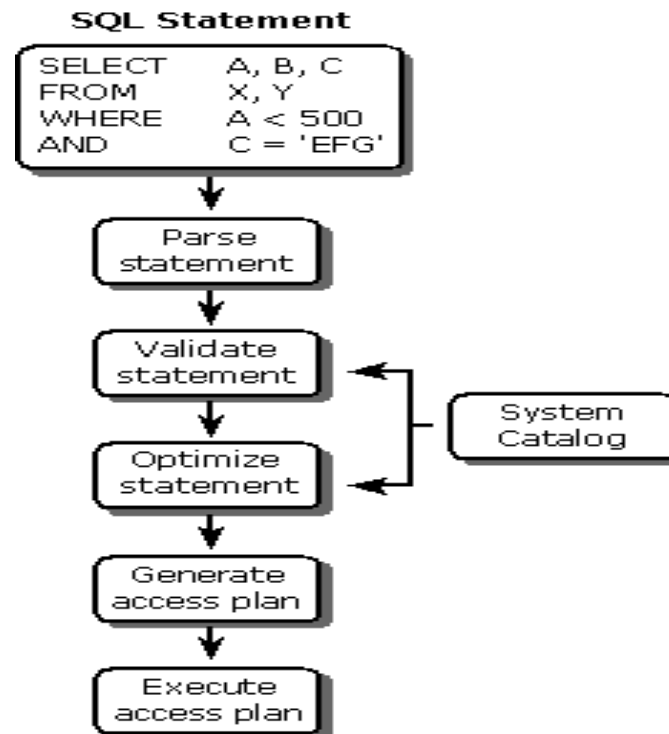 SQL Statement
SELECT A, B, C
FROM X, Y
WHERE A < 500
AND C = 'EFG'
Parse
statement
Validate
statement
System
Catalog
Optimize
statement
Generate
access plan
Execute
access plan